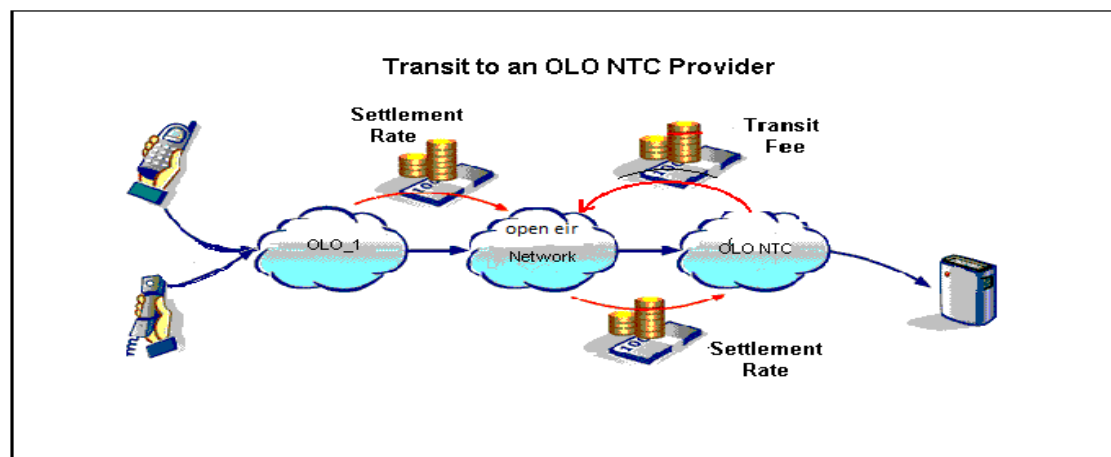 Transit to an OLO NTC Provider
Settlement
Rate
Transit
Fee
OLO_1
open eir
Network
OLO NTC
Settlement
Rate